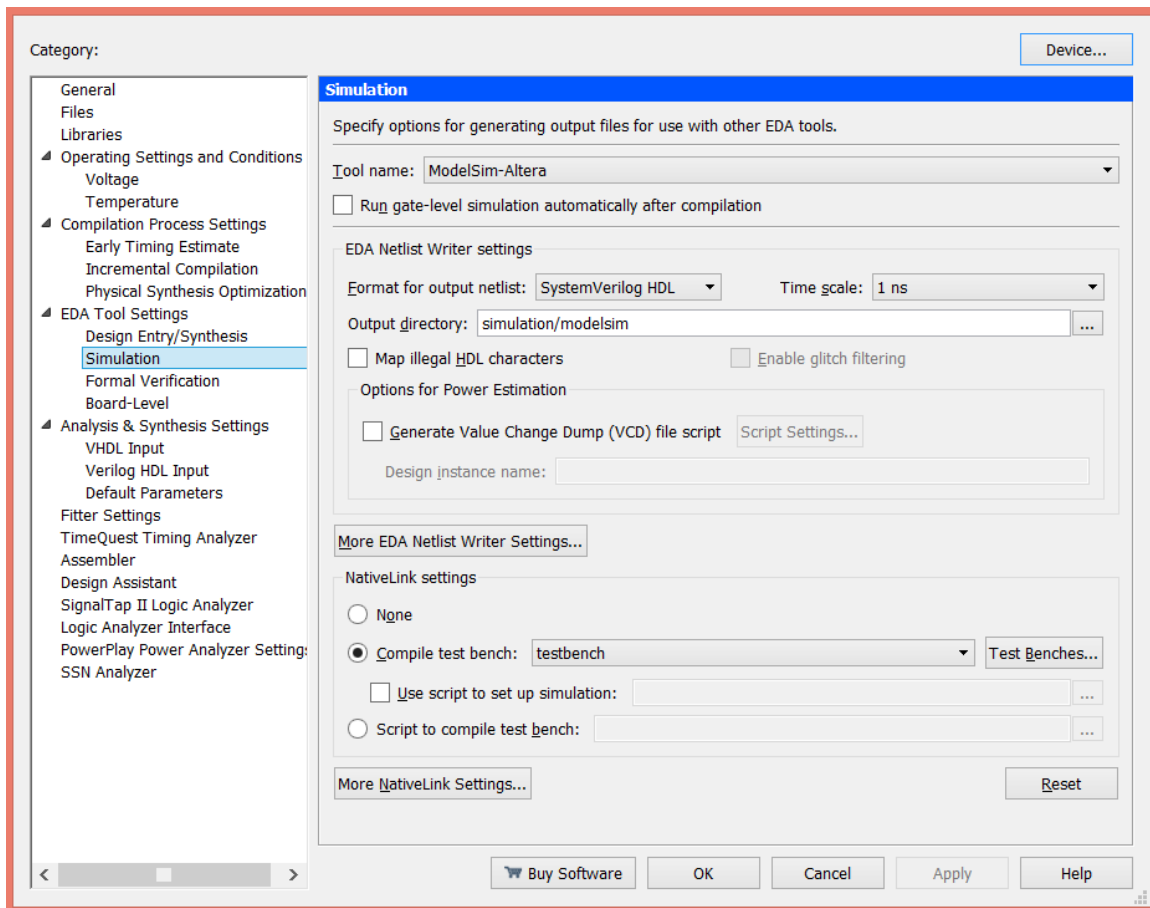 Category:
Device...
General
Files
Libraries
Operating Settings and Conditions
Voltage
Temperature
Compilation Process Settings
Early Timing Estimate
Incremental Compilation
Physical Synthesis Optimization
EDA Tool Settings
Design Entry/Synthesis
Simulation
Formal Verification
Board-Level
Analysis & Synthesis Settings
VHDL Input
Verilog HDL Input
Default Parameters
Fitter Settings
TimeQuest Timing Analyzer
Assembler
Design Assistant
SignalTap II Logic Analyzer
Logic Analyzer Interface
PowerPlay Power Analyzer Setting
SSN Analyzer
Simulation
Specify options for generating output files for use with other EDA tools.
Tool name: ModelSim-Altera
Run gate-level simulation automatically after compilation
EDA Netlist Writer settings
Format for output netlist: SystemVerilog HDL Time scale: 1 ns
Output directory: simulation/modelsim ...
Map illegal HDL characters Enable glitch filtering
Options for Power Estimation
Generate Value Change Dump (VCD) file script Script Settings...
Design instance name:
More EDA Netlist Writer Settings...
NativeLink settings
None
Compile test bench: testbench Test Benches...
Use script to set up simulation: ...
Script to compile test bench: ...
More NativeLink Settings... Reset
Buy Software OK Cancel Apply Help